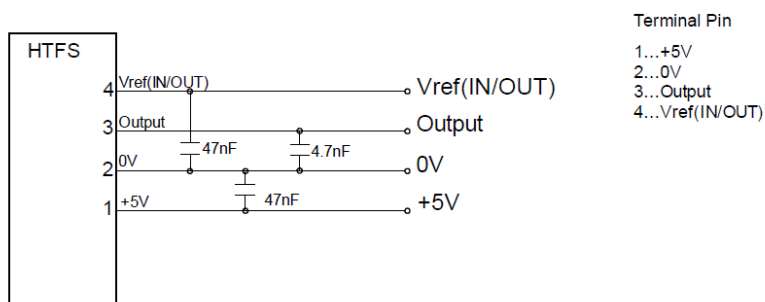 Terminal Pin
HTFS
1...+5V
2...0V
3...Output
4...Vref(IN/OUT)
4 Vref(IN/OUT) Vref(IN/OUT)
3 Output Output
47nF 4.7nF
2 0V 0V
47nF
1 +5V +5V